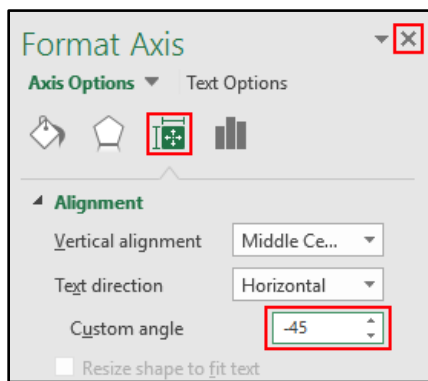 Format Axis
Axis Options Text Options
Alignment
Vertical alignment Middle Ce...
Text direction Horizontal
Custom angle -45
Resize shape to fit text